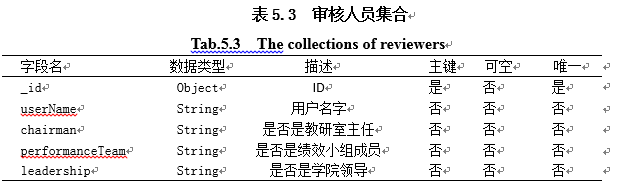 表 5.3 审核人员集合
Tab.5.3 The collections of reviewers
字段名 数据类型 描述 主键 可空 唯一
_id Object ID 是 否 是
userName String 用户名字 否 否 否
chairman String 是否是教研室主任 否 否 否
performanceTeam String 是否是绩效小组成员 否 否 否
leadership String 是否是学院领导 否 否 否